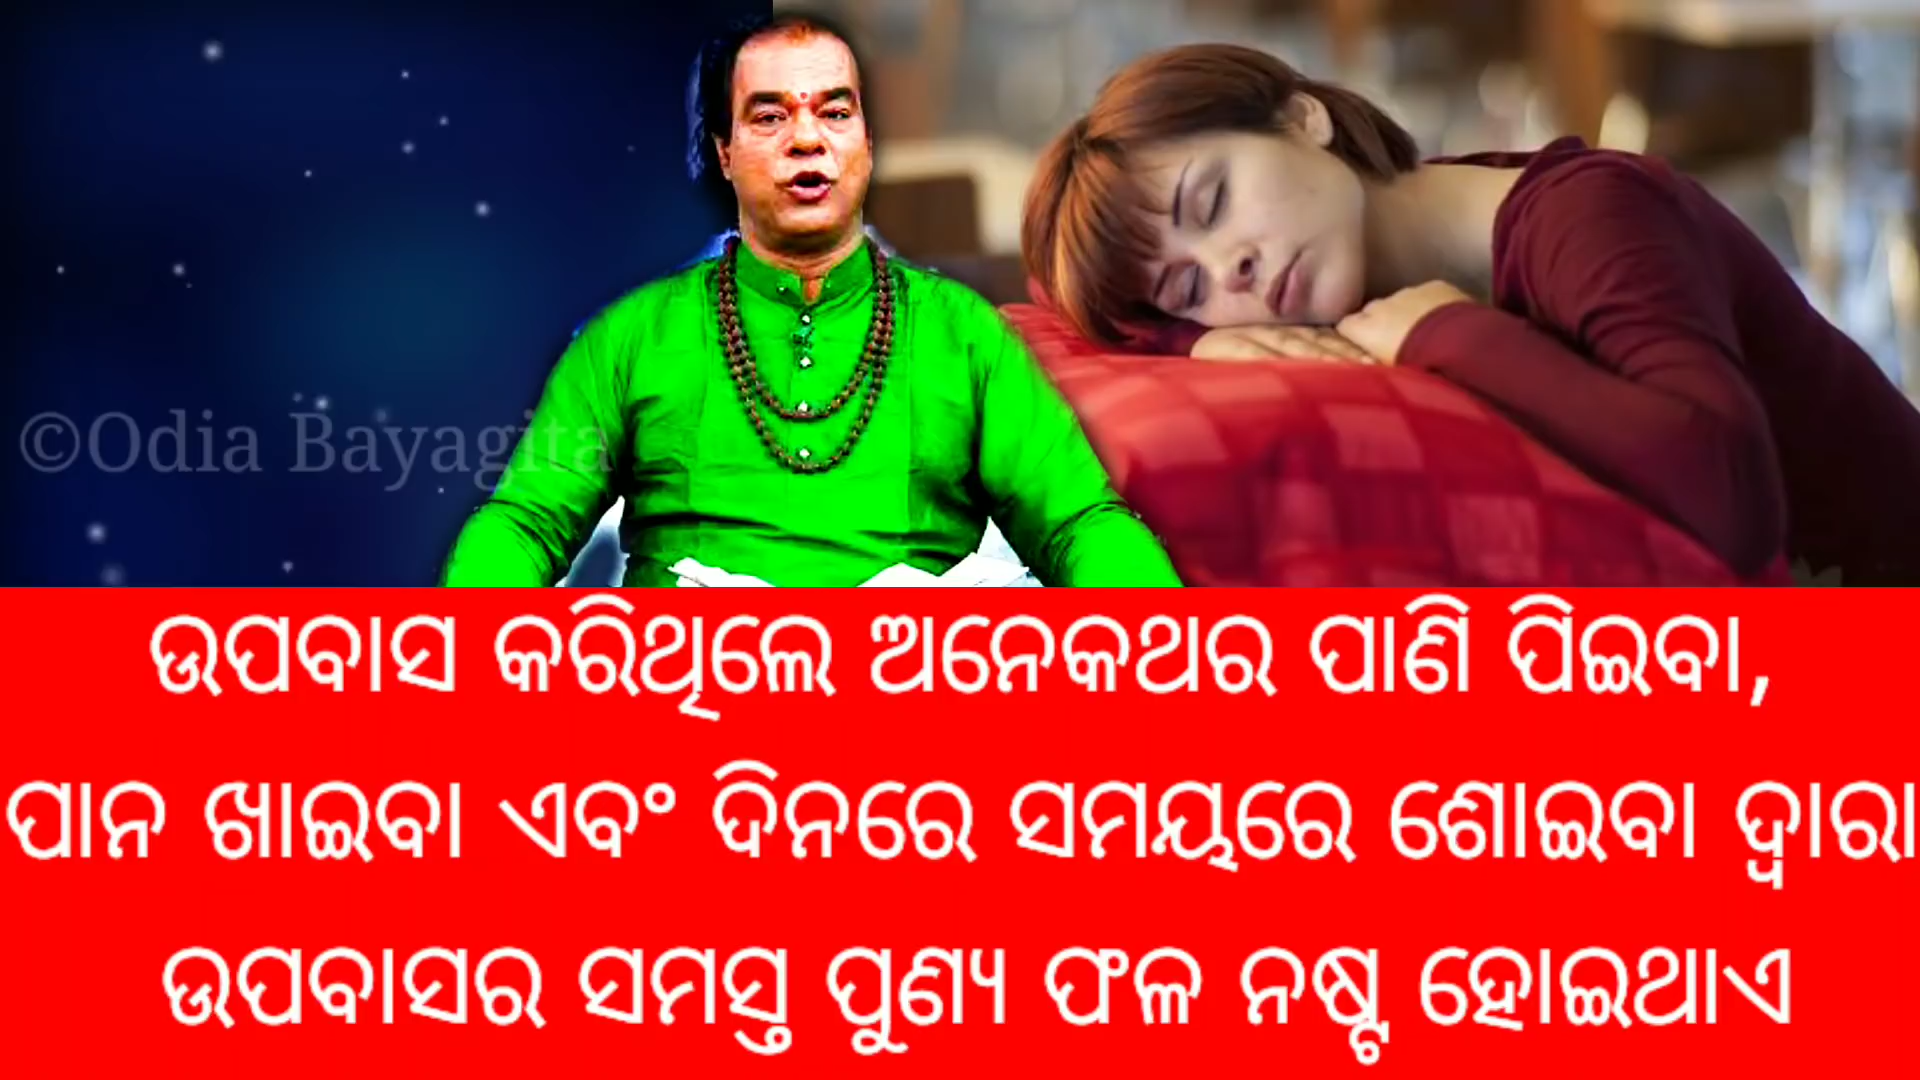 ©Odia Bayagita
ଉପବାସ କରିଥିଲେ ଅନେକଥର ପାଣି ପିଇବା,
ପାନ ଖାଇବା ଏବଂ ଦିନରେ ସମୟରେ ଶୋଇବା ଦ୍ୱାରା
ଉପବାସର ସମସ୍ତ ପୁଣ୍ୟ ଫଳ ନଷ୍ଟ ହୋଇଥାଏ